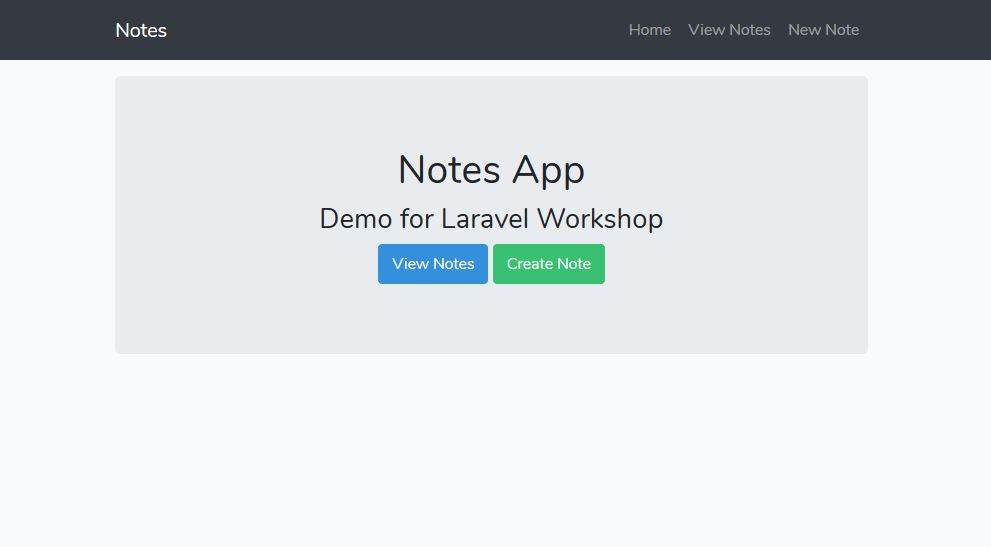 Notes Home View Notes New Note
Notes App
Demo for Laravel Workshop
View Notes Create Note